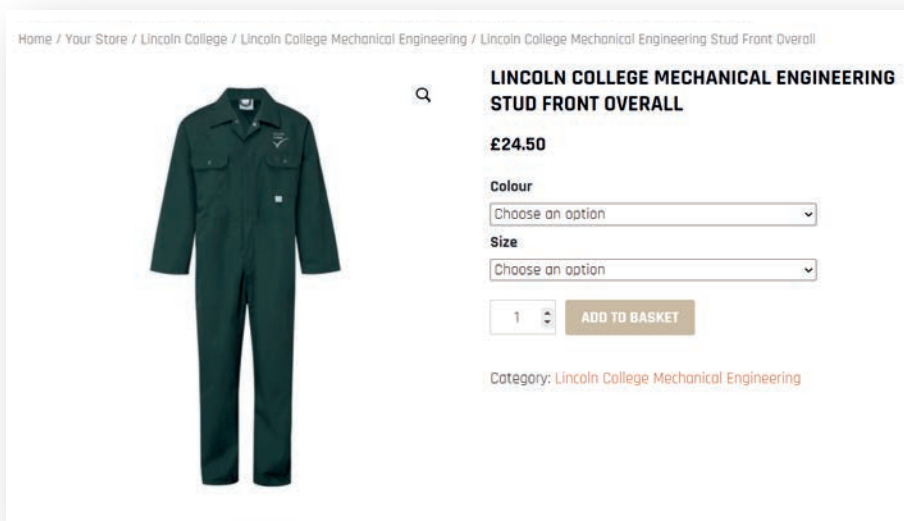 Home / Your Store / Lincoln College / Lincoln College Mechanical Engineering / Lincoln College Mechanical Engineering Stud Front Overall
LINCOLN COLLEGE MECHANICAL ENGINEERING
STUD FRONT OVERALL
£24.50
Colour
Choose an option
Size
Choose an option
1 ADD TO BASKET
Category: Lincoln College Mechanical Engineering